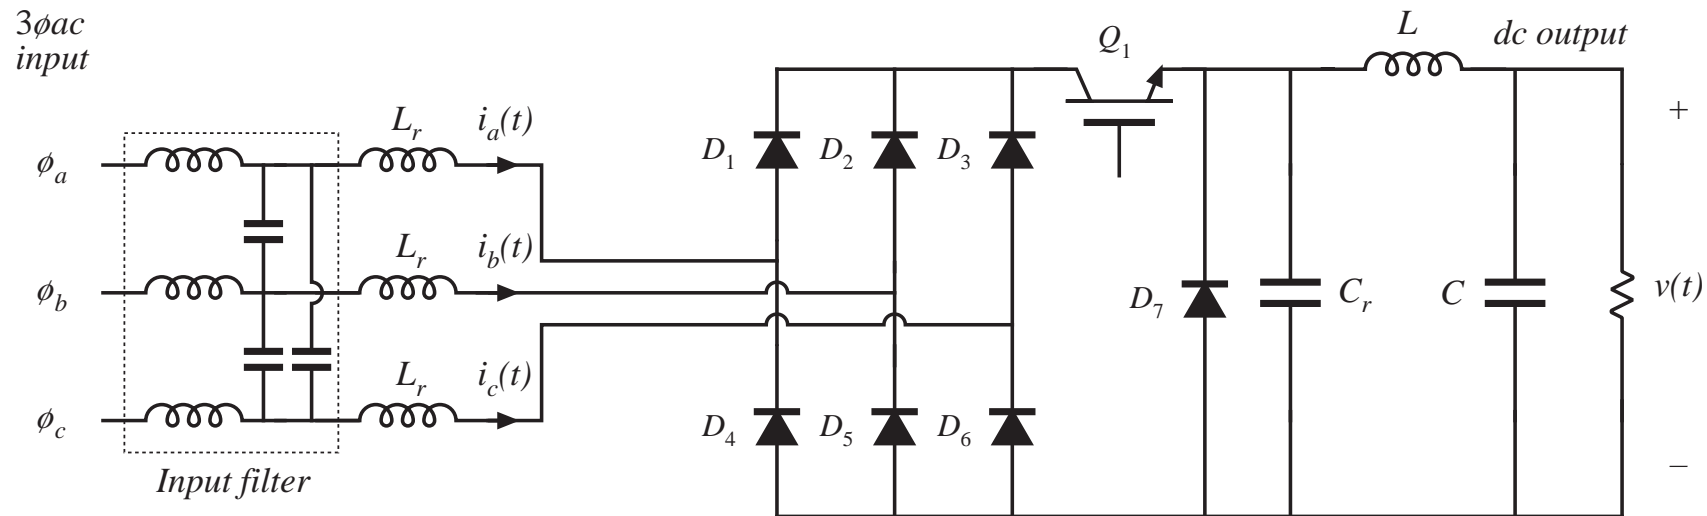 3ϕac
input
ϕa
ϕb
ϕc
Input filter
Lr
ia(t)
Lr
ib(t)
Lr
ic(t)
D1
D2
D3
D4
D5
D6
Q1
D7
Cr
L
C
dc output
+
v(t)
–